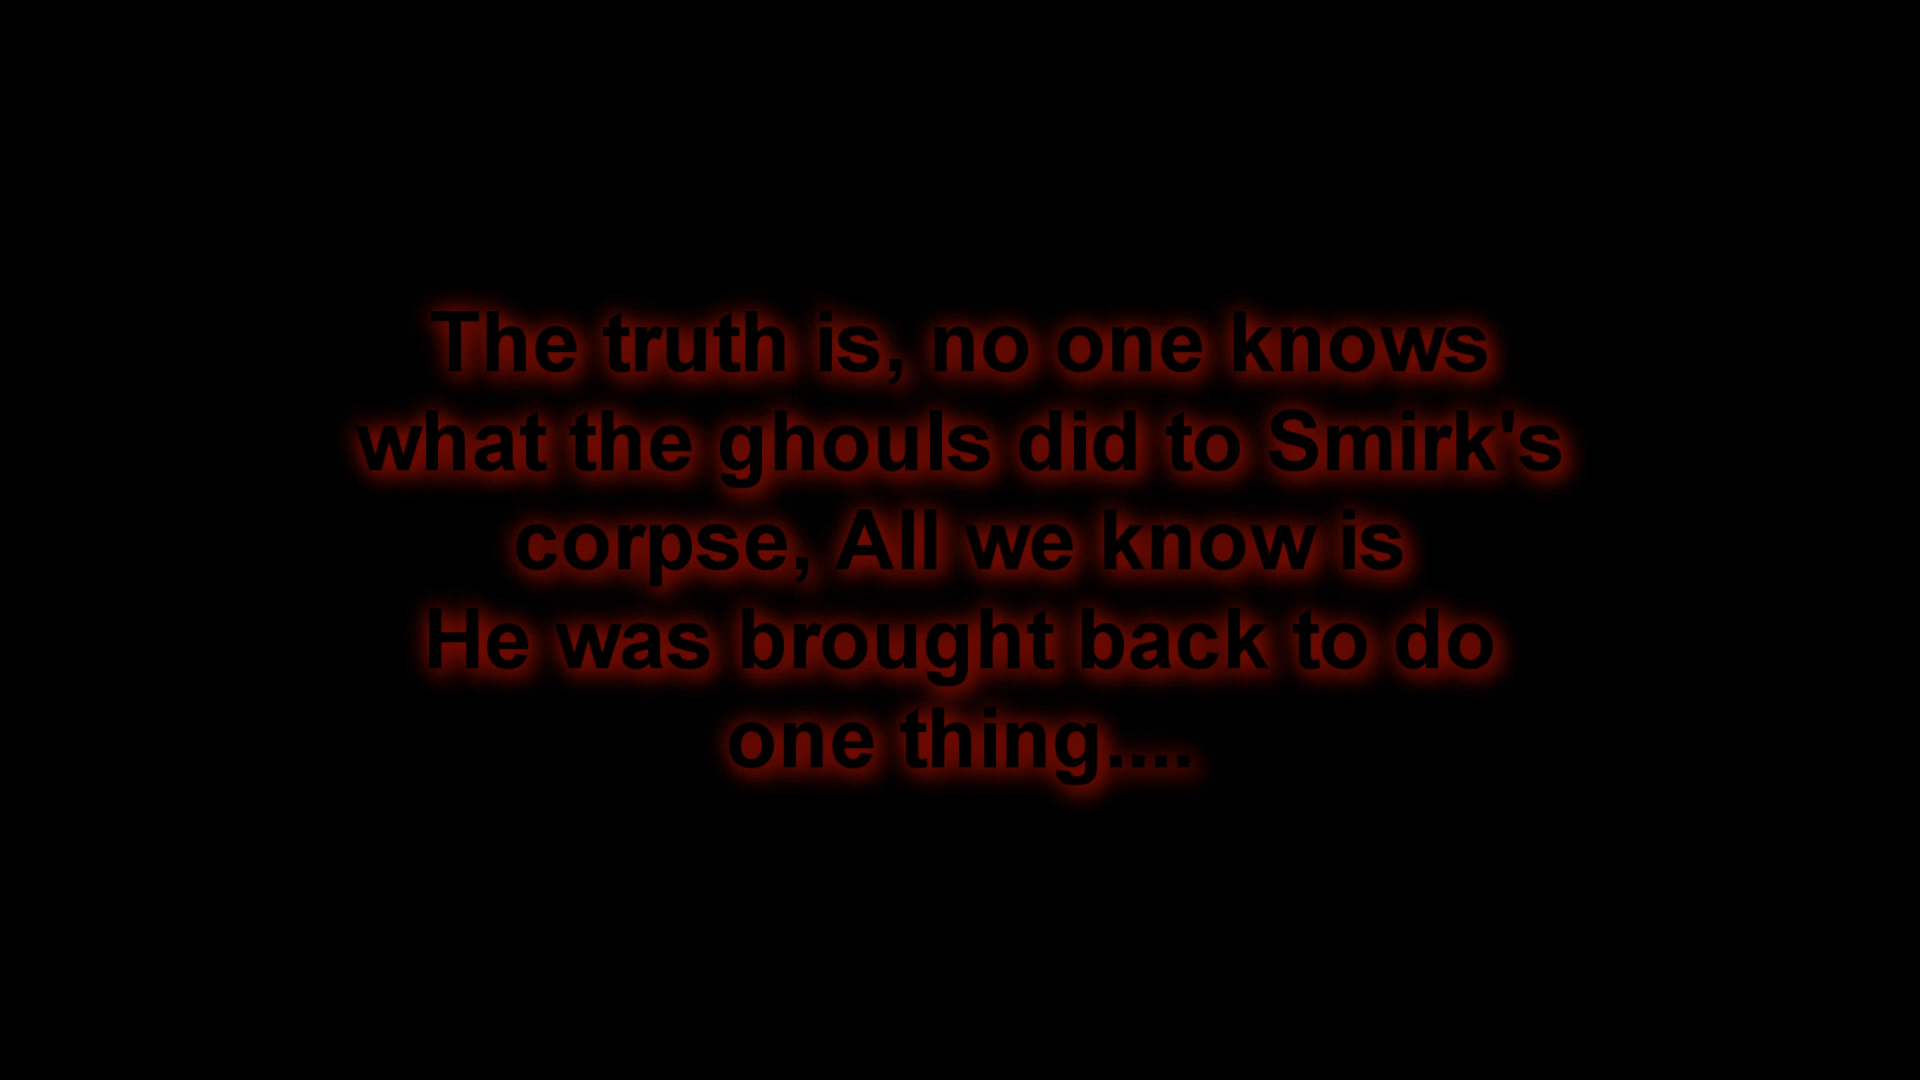 The truth is, no one knows
what the ghouls did to Smirk's
corpse, All we know is
He was brought back to do
one thing....